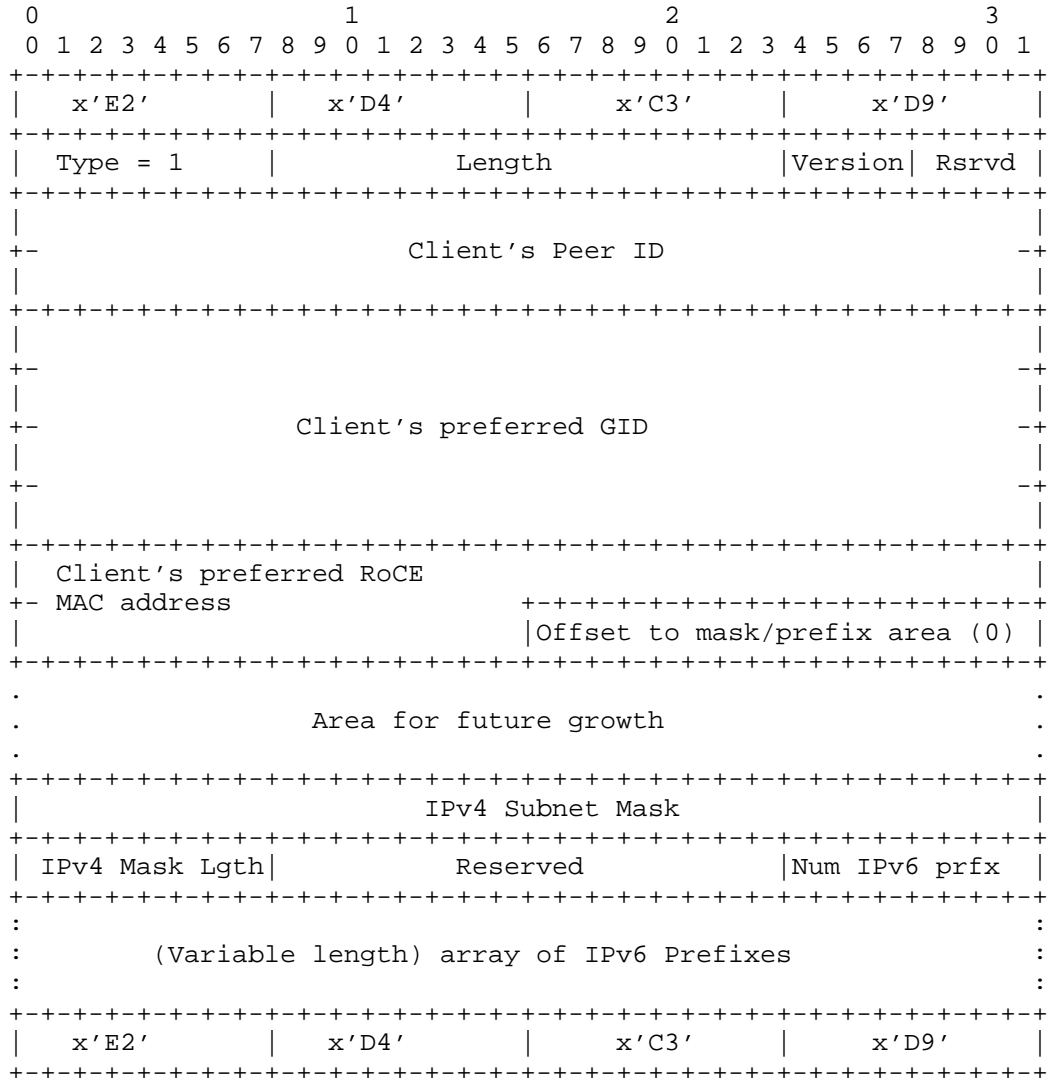 0                   1                   2                   3
 0 1 2 3 4 5 6 7 8 9 0 1 2 3 4 5 6 7 8 9 0 1 2 3 4 5 6 7 8 9 0 1
+-+-+-+-+-+-+-+-+-+-+-+-+-+-+-+-+-+-+-+-+-+-+-+-+-+-+-+-+-+-+-+-+
|   x'E2'       |   x'D4'       |     x'C3'     |     x'D9'     |
+-+-+-+-+-+-+-+-+-+-+-+-+-+-+-+-+-+-+-+-+-+-+-+-+-+-+-+-+-+-+-+-+
|  Type = 1     |           Length              |Version| Rsrvd |
+-+-+-+-+-+-+-+-+-+-+-+-+-+-+-+-+-+-+-+-+-+-+-+-+-+-+-+-+-+-+-+-+
|                                                               |
+-                       Client's Peer ID                      -+
|                                                               |
+-+-+-+-+-+-+-+-+-+-+-+-+-+-+-+-+-+-+-+-+-+-+-+-+-+-+-+-+-+-+-+-+
|                                                               |
+-                                                             -+
|                                                               |
+-                Client's preferred GID                       -+
|                                                               |
+-                                                             -+
|                                                               |
+-+-+-+-+-+-+-+-+-+-+-+-+-+-+-+-+-+-+-+-+-+-+-+-+-+-+-+-+-+-+-+-+
|  Client's preferred RoCE                                      |
+- MAC address                  +-+-+-+-+-+-+-+-+-+-+-+-+-+-+-+-+
|                               |Offset to mask/prefix area (0) |
+-+-+-+-+-+-+-+-+-+-+-+-+-+-+-+-+-+-+-+-+-+-+-+-+-+-+-+-+-+-+-+-+
.                                                               .
.                  Area for future growth                       .
.                                                               .
+-+-+-+-+-+-+-+-+-+-+-+-+-+-+-+-+-+-+-+-+-+-+-+-+-+-+-+-+-+-+-+-+
|                         IPv4 Subnet Mask                      |
+-+-+-+-+-+-+-+-+-+-+-+-+-+-+-+-+-+-+-+-+-+-+-+-+-+-+-+-+-+-+-+-+
| IPv4 Mask Lgth|           Reserved            |Num IPv6 prfx  |
+-+-+-+-+-+-+-+-+-+-+-+-+-+-+-+-+-+-+-+-+-+-+-+-+-+-+-+-+-+-+-+-+
:                                                               :
:        (Variable length) array of IPv6 Prefixes               :
:                                                               :
+-+-+-+-+-+-+-+-+-+-+-+-+-+-+-+-+-+-+-+-+-+-+-+-+-+-+-+-+-+-+-+-+
|   x'E2'       |   x'D4'       |     x'C3'     |     x'D9'     |
+-+-+-+-+-+-+-+-+-+-+-+-+-+-+-+-+-+-+-+-+-+-+-+-+-+-+-+-+-+-+-+-+